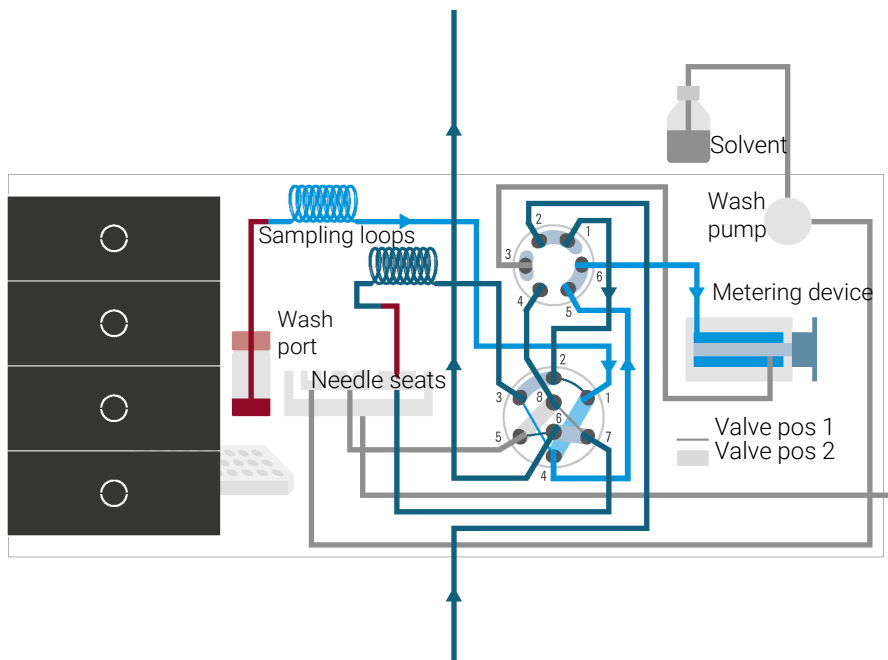 Solvent
Wash
pump
Sampling loops
2
1
3
6
4
5
Metering device
Wash
port
Needle seats
2
3
8
1
6
5
7
4
Valve pos 1
Valve pos 2